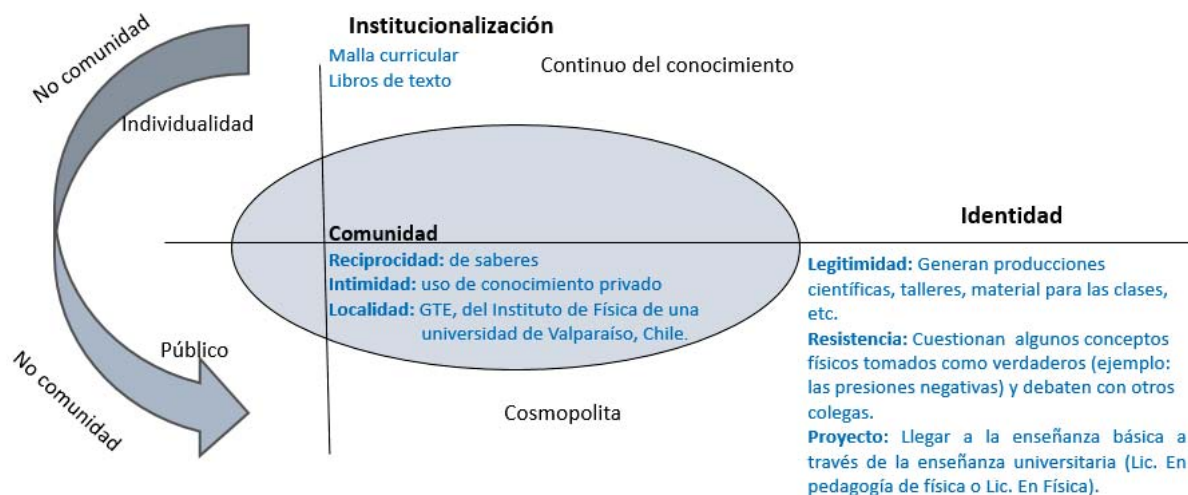 No comunidad
Institucionalización
Malla curricular
Libros de texto
Continuo del conocimiento
Individualidad
Identidad
Comunidad
Reciprocidad: de saberes
Intimidad: uso de conocimiento privado
Localidad: GTE, del Instituto de Física de una
universidad de Valparaíso, Chile.
Legitimidad: Generan producciones
científicas, talleres, material para las clases,
etc.
Resistencia: Cuestionan algunos conceptos
físicos tomados como verdaderos (ejemplo:
las presiones negativas) y debaten con otros
colegas.
Proyecto: Llegar a la enseñanza básica a
través de la enseñanza universitaria (Lic. En
pedagogía de física o Lic. En Física).
Público
No comunidad
Cosmopolita